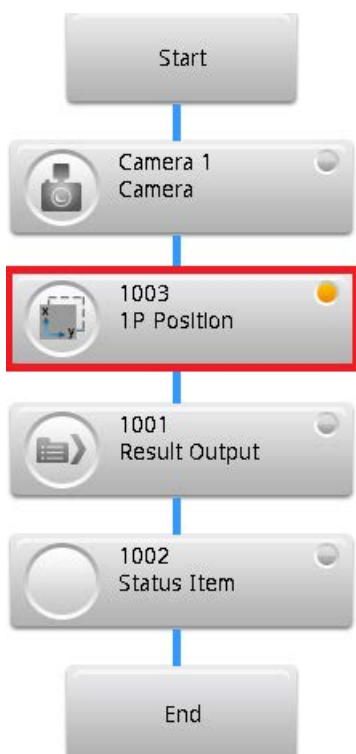 Start
Camera 1
Camera
x
y
1003
1P Position
1001
Result Output
1002
Status Item
End